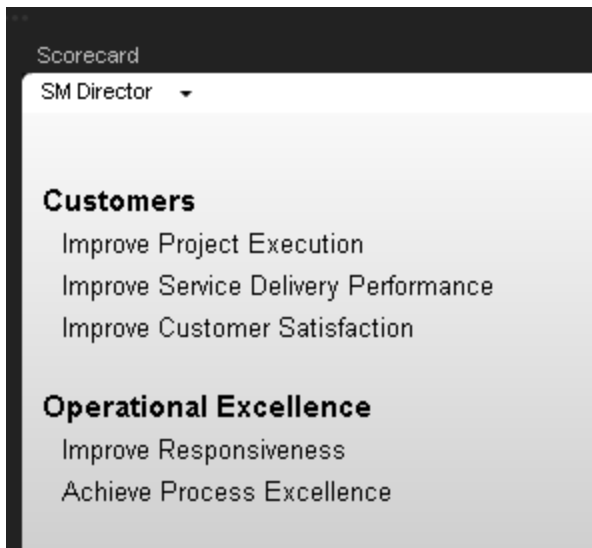 Scorecard
SM Director
Customers
Improve Project Execution
Improve Service Delivery Performance
Improve Customer Satisfaction
Operational Excellence
Improve Responsiveness
Achieve Process Excellence